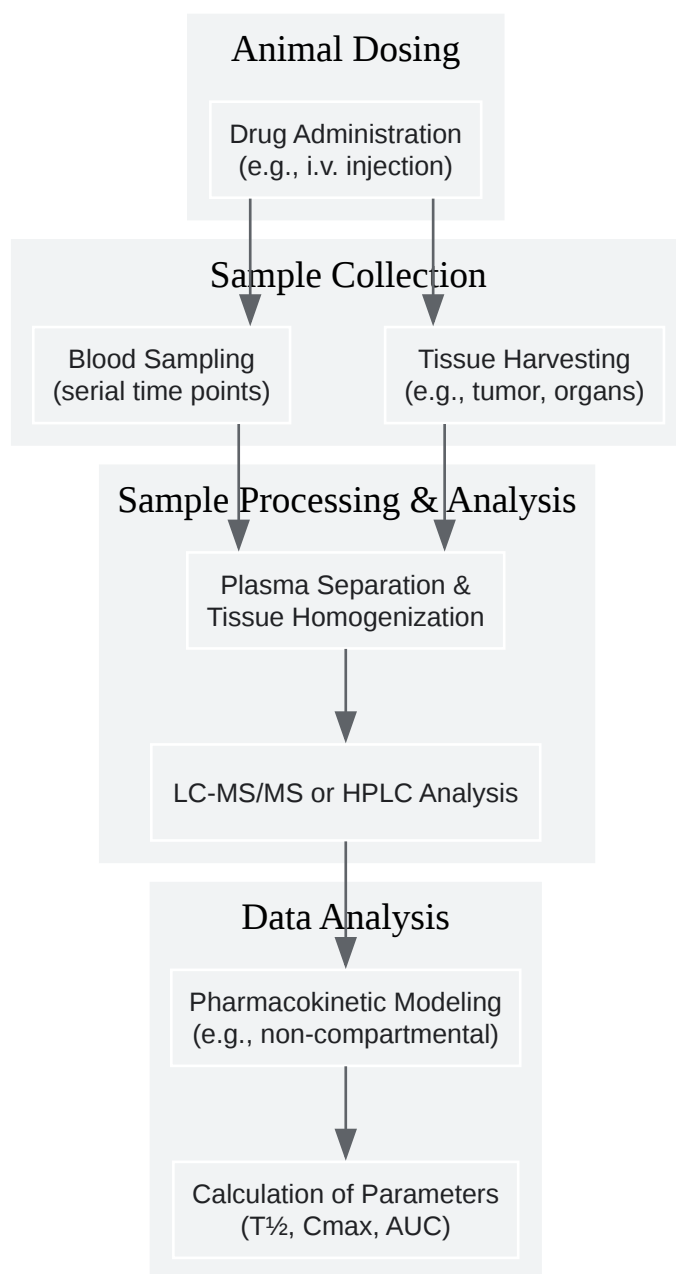 Animal Dosing
Drug Administration
(e.g., i.v. injection)
Sample Collection
Blood Sampling
(serial time points)
Tissue Harvesting
(e.g., tumor, organs)
Sample Processing & Analysis
Plasma Separation &
Tissue Homogenization
LC-MS/MS or HPLC Analysis
Data Analysis
Pharmacokinetic Modeling
(e.g., non-compartmental)
Calculation of Parameters
(T½, Cmax, AUC)